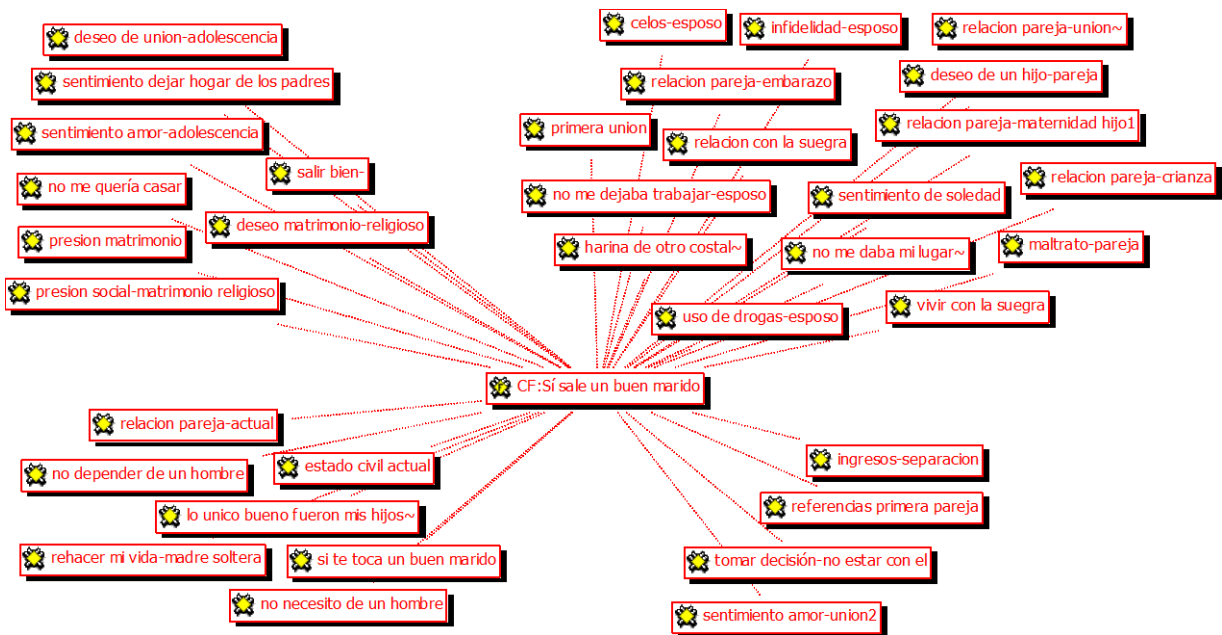 deseo de union-adolescencia
celos-esposo
infidelidad-esposo
relacion pareja-union~
sentimiento dejar hogar de los padres
relacion pareja-embarazo
deseo de un hijo-pareja
sentimiento amor-adolescencia
primera union
relacion con la suegra
relacion pareja-maternidad hijo1
salir bien-
no me quería casar
no me dejaba trabajar-esposo
sentimiento de soledad
relacion pareja-crianza
deseo matrimonio-religioso
presion matrimonio
harina de otro costal~
no me daba mi lugar~
maltrato-pareja
presion social-matrimonio religioso
uso de drogas-esposo
vivir con la suegra
CF:Sí sale un buen marido
relacion pareja-actual
no depender de un hombre
estado civil actual
ingresos-separacion
lo unico bueno fueron mis hijos~
referencias primera pareja
rehacer mi vida-madre soltera
si te toca un buen marido
tomar decisión-no estar con el
no necesito de un hombre
sentimiento amor-union2